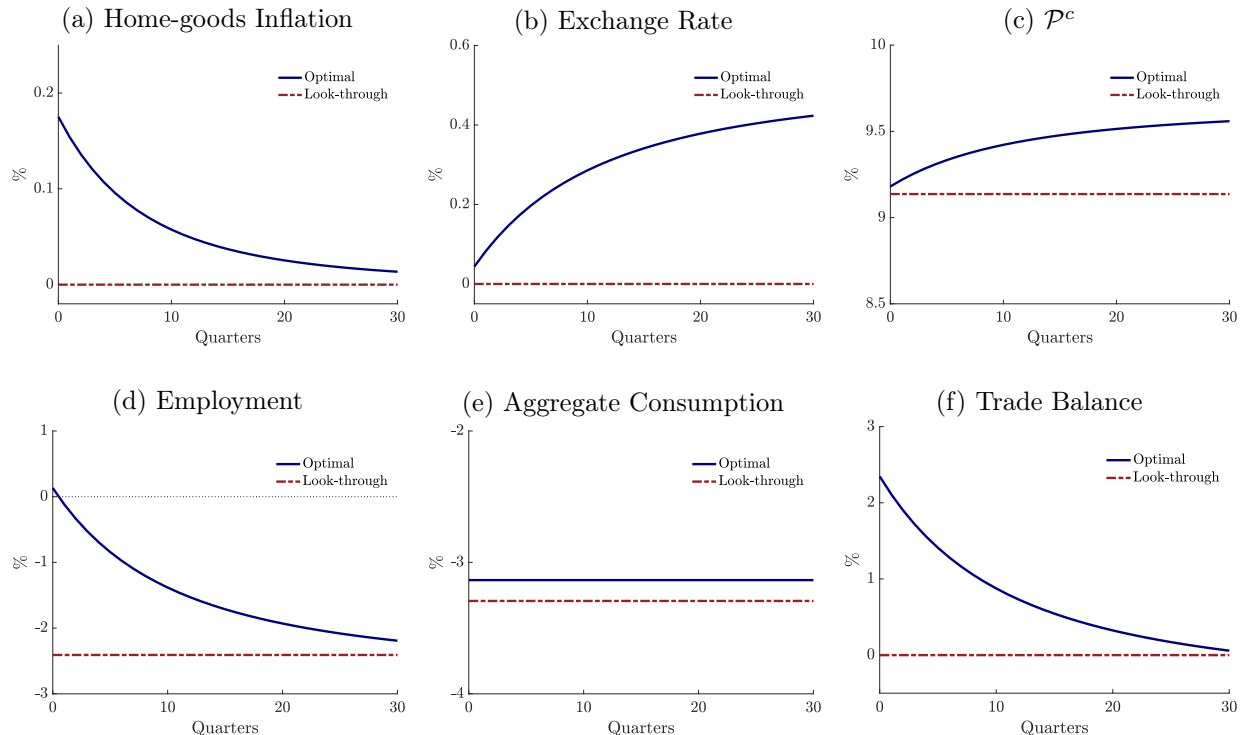 (a) Home-goods Inflation
0.2
0.1
0
%
0
10
20
30
Quarters
Optimal
Look-through
(b) Exchange Rate
0.6
0.4
0.2
0
%
0
10
20
30
Quarters
Optimal
Look-through
(c) 𝒫ᶜ
10
9.5
9
8.5
%
0
10
20
30
Quarters
Optimal
Look-through
(d) Employment
1
0
-1
-2
-3
%
0
10
20
30
Quarters
Optimal
Look-through
(e) Aggregate Consumption
-2
-3
-4
%
0
10
20
30
Quarters
Optimal
Look-through
(f) Trade Balance
3
2
1
0
%
0
10
20
30
Quarters
Optimal
Look-through